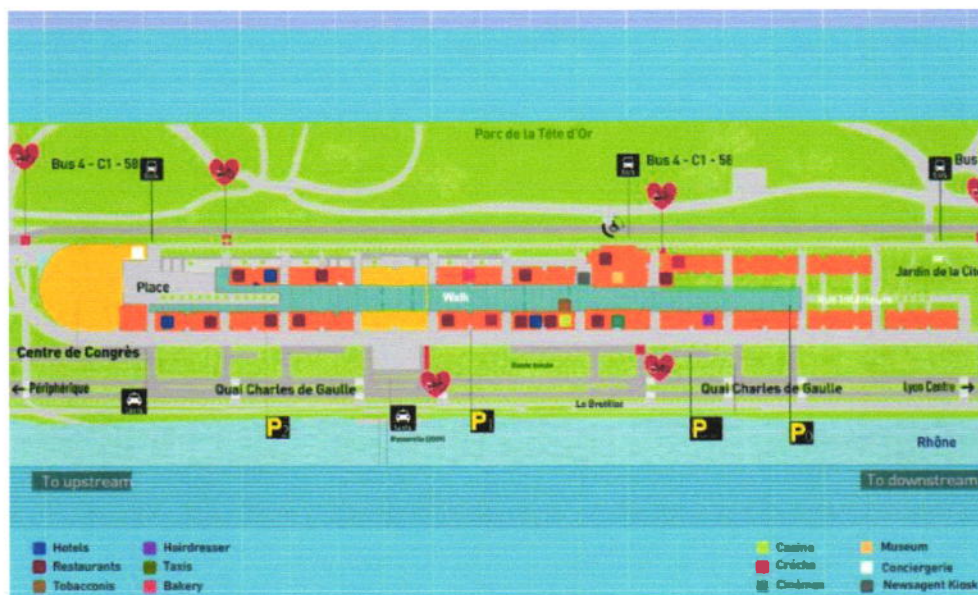 Parc de la Tête d'Or
Bus 4 - C1 - 58
Bus 4 - C1 - 58
Bus
Place
Walk
Jardin de la Cité
Centre de Congrès
← Périphérique
Quai Charles de Gaulle
Quai Charles de Gaulle
Lyon Centre →
P
P
P
P
Rhône
To upstream
To downstream
Hotels
Restaurants
Tobacconis
Hairdresser
Taxis
Bakery
Casino
Crèche
Cinémas
Museum
Conciergerie
Newsagent Kiosk